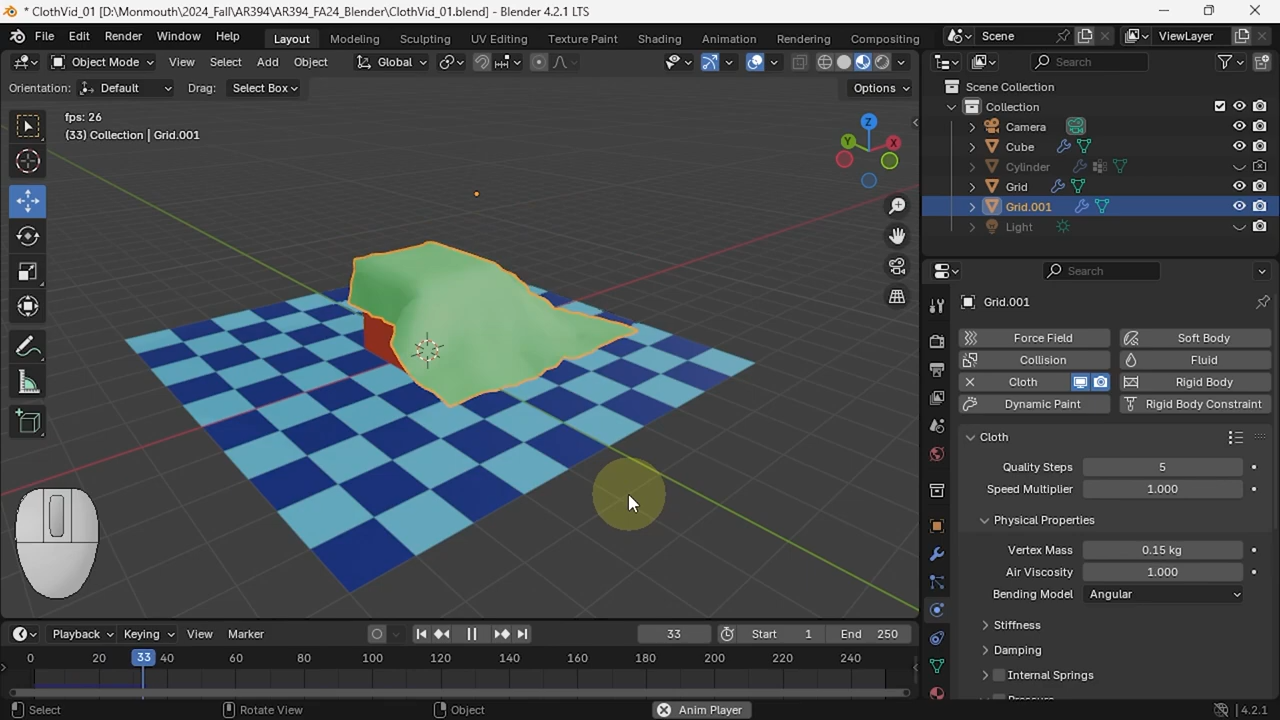 * ClothVid_01 [D:\Monmouth\2024_Fall\AR394\AR394_FA24_Blender\ClothVid_01.blend] - Blender 4.2.1 LTS
File Edit Render Window Help Layout Modeling Sculpting UV Editing Texture Paint Shading Animation Rendering Compositing Scene ViewLayer
Object Mode View Select Add Object Global Search
Orientation: Default Drag: Select Box Options
Scene Collection
Collection
Camera
Cube
Cylinder
Grid
Grid.001
Light
fps: 26
(33) Collection | Grid.001
Z
Y
X
Search
Grid.001
Force Field Soft Body
Collision Fluid
Cloth Rigid Body
Dynamic Paint Rigid Body Constraint
Cloth
Quality Steps 5
Speed Multiplier 1.000
Physical Properties
Vertex Mass 0.15 kg
Air Viscosity 1.000
Bending Model Angular
Stiffness
Damping
Internal Springs
Pressure
Playback Keying View Marker 33 Start 1 End 250
0 20 33 40 60 80 100 120 140 160 180 200 220 240
Select Rotate View Object Anim Player 4.2.1